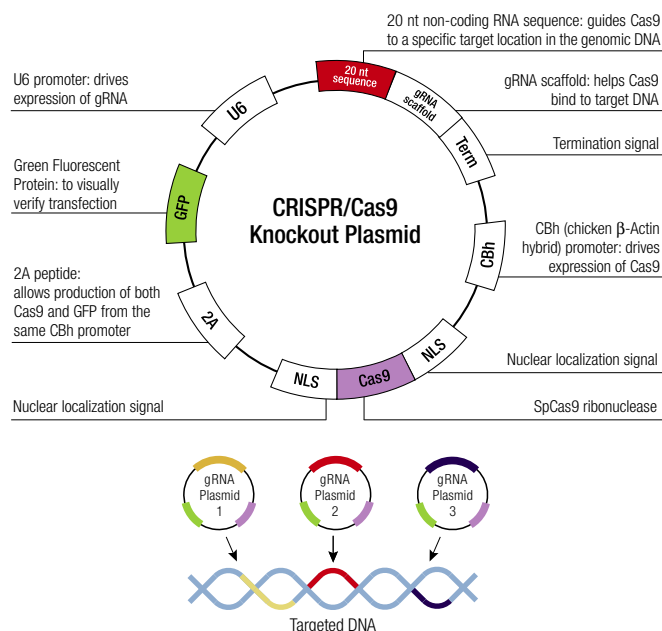 20 nt non-coding RNA sequence: guides Cas9
to a specific target location in the genomic DNA
U6 promoter: drives
expression of gRNA
gRNA scaffold: helps Cas9
bind to target DNA
Termination signal
Green Fluorescent
Protein: to visually
verify transfection
CBh (chicken β-Actin
hybrid) promoter: drives
expression of Cas9
2A peptide:
allows production of both
Cas9 and GFP from the
same CBh promoter
Nuclear localization signal
Nuclear localization signal
SpCas9 ribonuclease
CRISPR/Cas9
Knockout Plasmid
20 nt
sequence
gRNA
scaffold
Term
CBh
NLS
Cas9
NLS
2A
GFP
U6
gRNA
Plasmid
1
gRNA
Plasmid
2
gRNA
Plasmid
3
Targeted DNA